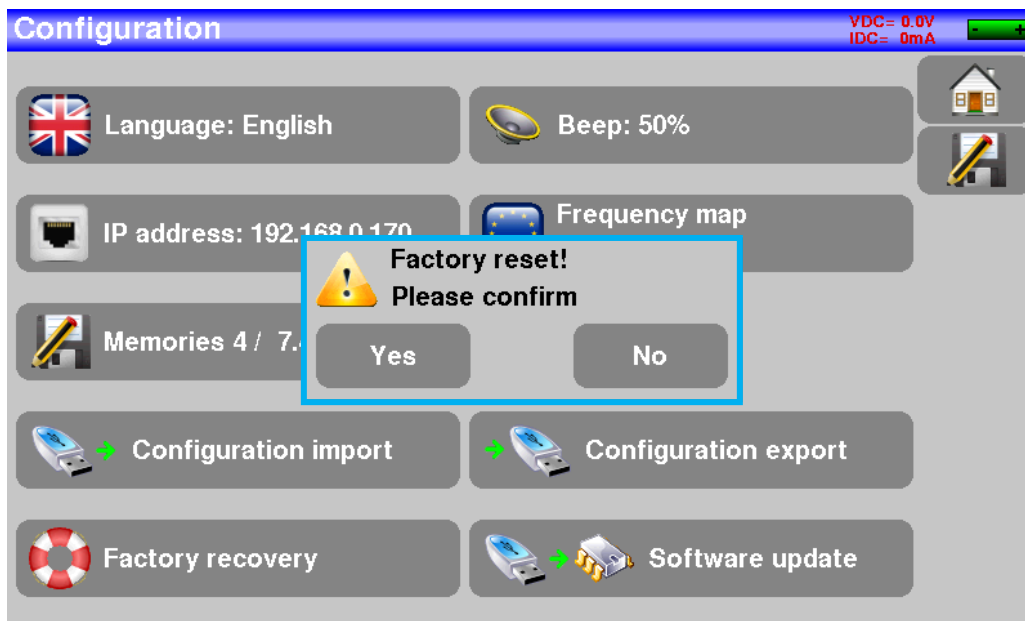 Configuration
VDC= 0.0V
IDC= 0mA
- +
Language: English
Beep: 50%
IP address: 192.168.0.170
Frequency map
Factory reset!
Please confirm
Memories 4 / 7.
Yes
No
Configuration import
Configuration export
Factory recovery
Software update